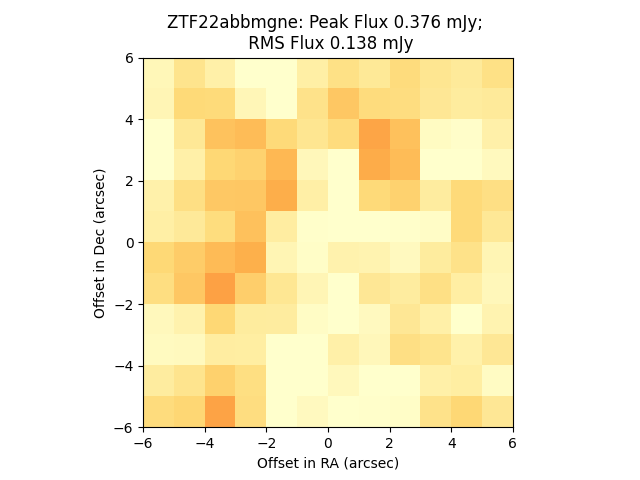 ZTF22abbmgne: Peak Flux 0.376 mJy;
RMS Flux 0.138 mJy
6
4
2
0
−2
−4
−6
Offset in Dec (arcsec)
−6 −4 −2 0 2 4 6
Offset in RA (arcsec)